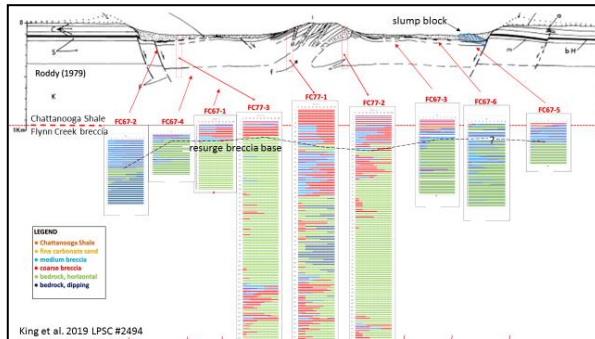 slump block
Roddy (1979)
K
FC67-2
FC67-4
FC67-1
FC77-3
FC77-1
FC77-2
FC67-3
FC67-6
FC67-5
Chattanooga Shale
Flynn Creek breccia
resurge breccia base
?
LEGEND
Chattanooga Shale
fine carbonate sand
medium breccia
coarse breccia
bedrock, horizontal
bedrock, dipping
King et al. 2019 LPSC #2494